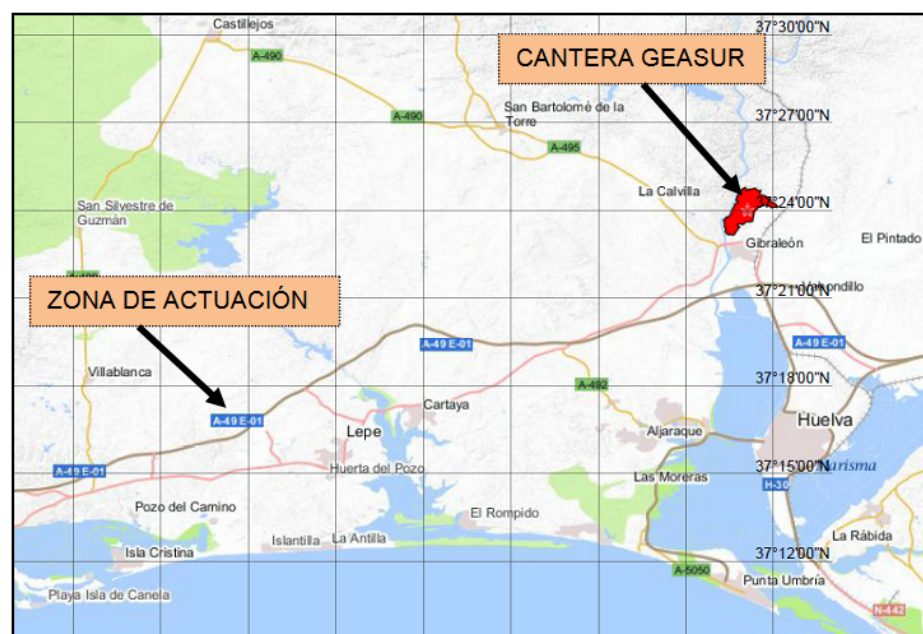 Castillejos
37°30'00"N
A-490
CANTERA GEASUR
San Bartolomé de la
Torre
A-490
37°27'00"N
A-495
La Calvilla
San Silvestre de
Guzmán
37°24'00"N
Gibraleón
El Pintado
ZONA DE ACTUACIÓN
37°21'00"N
A-49 E-01
A-49 E-01
Villablanca
37°18'00"N
A-492
A-49 E-01
Cartaya
Lepe
Aljaraque
Huelva
A-49 E-01
Huerta del Pozo
Las Moreras
37°15'00"N
H-30
Pozo del Camino
El Rompido
Isla Cristina
Islantilla
La Antilla
La Rábida
37°12'00"N
A-5050
Punta Umbría
Playa Isla de Canela
N-442